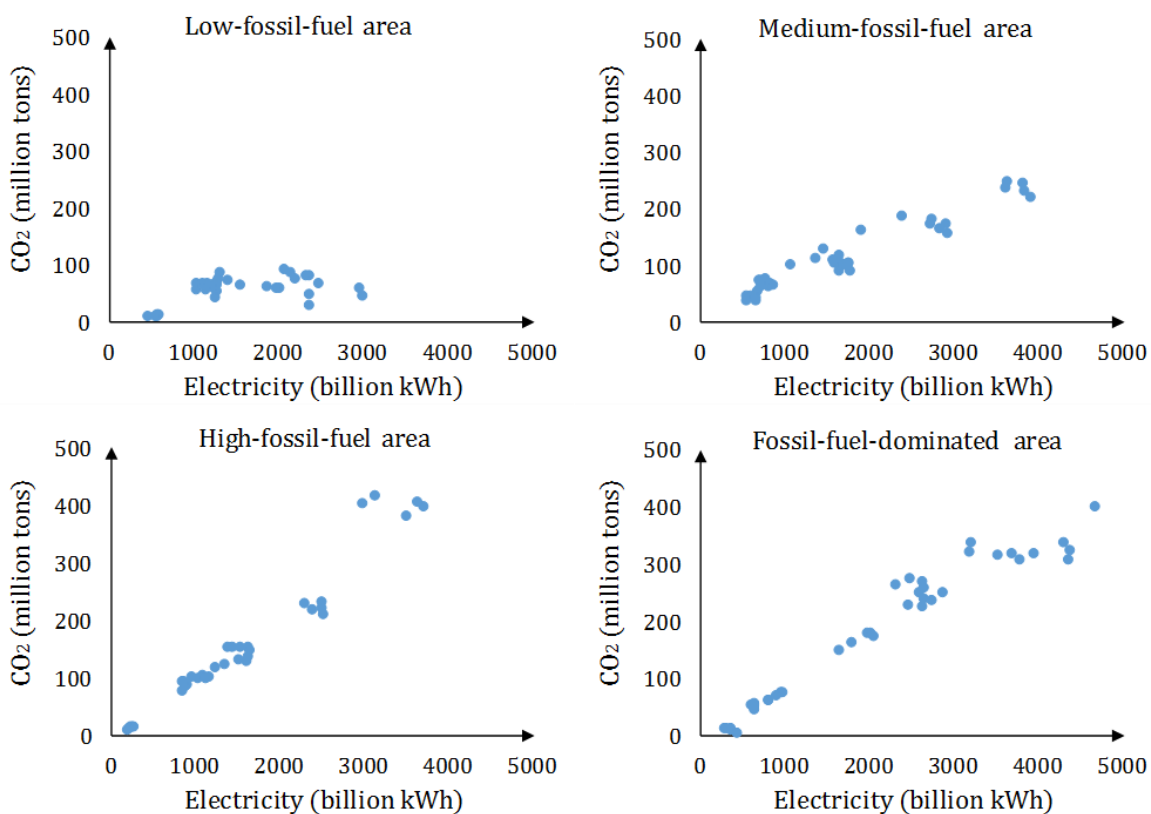 Low-fossil-fuel area
500
400
300
200
100
0
CO2 (million tons)
0 1000 2000 3000 4000 5000
Electricity (billion kWh)
Medium-fossil-fuel area
500
400
300
200
100
0
CO2 (million tons)
0 1000 2000 3000 4000 5000
Electricity (billion kWh)
High-fossil-fuel area
500
400
300
200
100
0
CO2 (million tons)
0 1000 2000 3000 4000 5000
Electricity (billion kWh)
Fossil-fuel-dominated area
500
400
300
200
100
0
CO2 (million tons)
0 1000 2000 3000 4000 5000
Electricity (billion kWh)